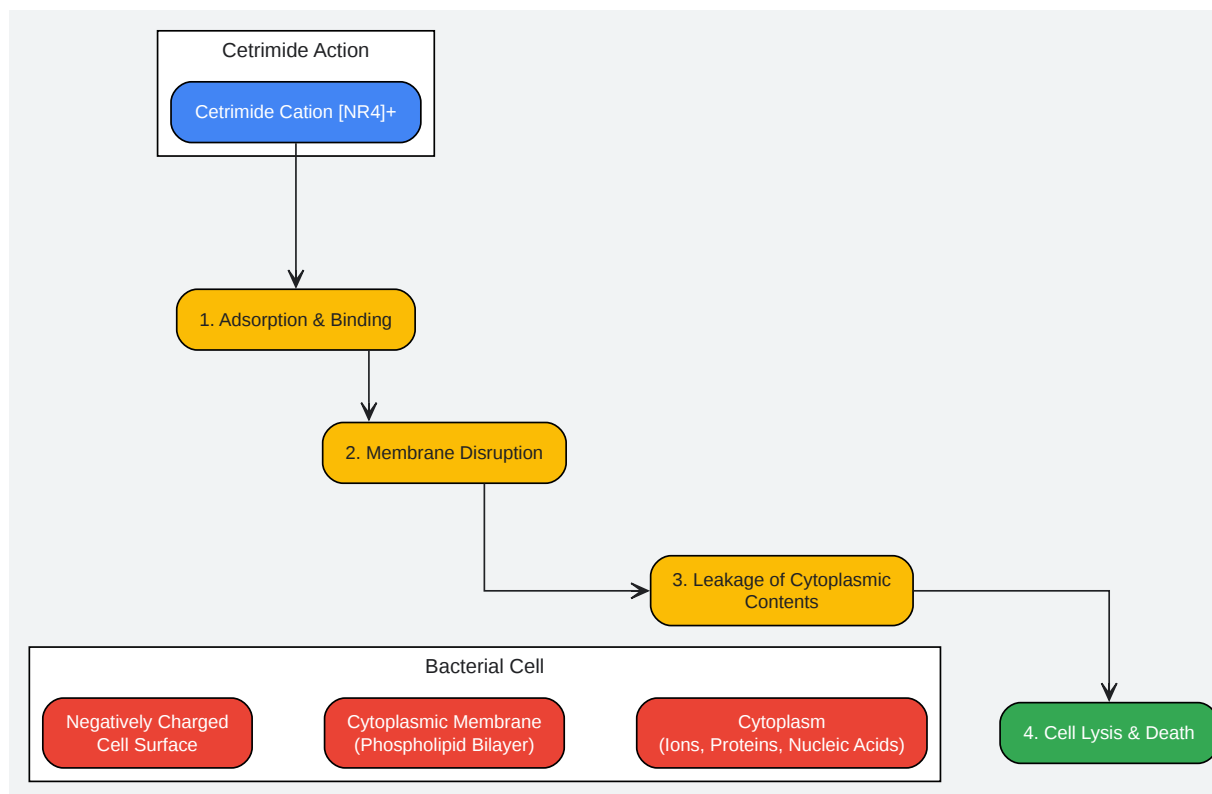 Cetrimide Action
Cetrimide Cation [NR4]+
1. Adsorption & Binding
2. Membrane Disruption
3. Leakage of Cytoplasmic
Contents
Bacterial Cell
Negatively Charged
Cell Surface
Cytoplasmic Membrane
(Phospholipid Bilayer)
Cytoplasm
(Ions, Proteins, Nucleic Acids)
4. Cell Lysis & Death